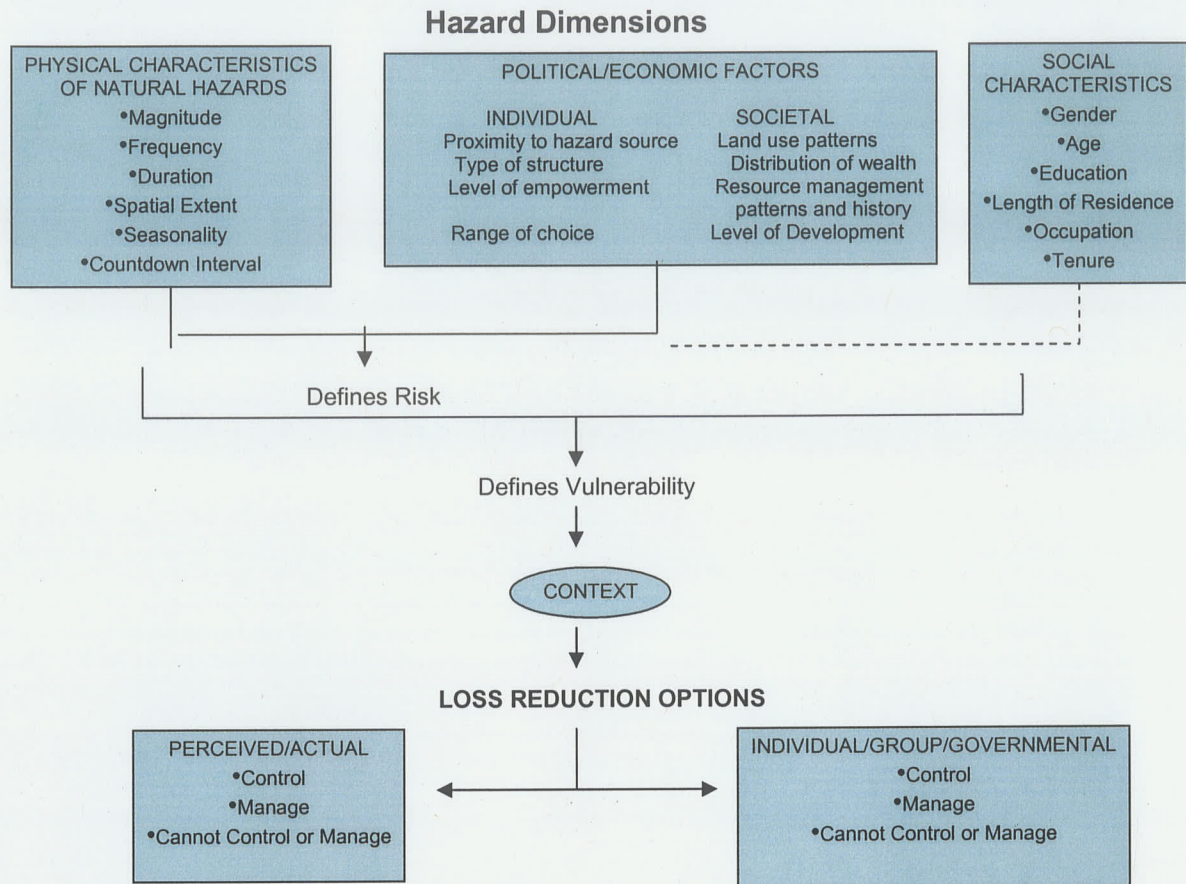 Hazard Dimensions
PHYSICAL CHARACTERISTICS
OF NATURAL HAZARDS
•Magnitude
•Frequency
•Duration
•Spatial Extent
•Seasonality
•Countdown Interval
POLITICAL/ECONOMIC FACTORS
INDIVIDUAL
Proximity to hazard source
Type of structure
Level of empowerment
Range of choice
SOCIETAL
Land use patterns
Distribution of wealth
Resource management
patterns and history
Level of Development
SOCIAL
CHARACTERISTICS
•Gender
•Age
•Education
•Length of Residence
•Occupation
•Tenure
Defines Risk
Defines Vulnerability
CONTEXT
LOSS REDUCTION OPTIONS
PERCEIVED/ACTUAL
•Control
•Manage
•Cannot Control or Manage
INDIVIDUAL/GROUP/GOVERNMENTAL
•Control
•Manage
•Cannot Control or Manage